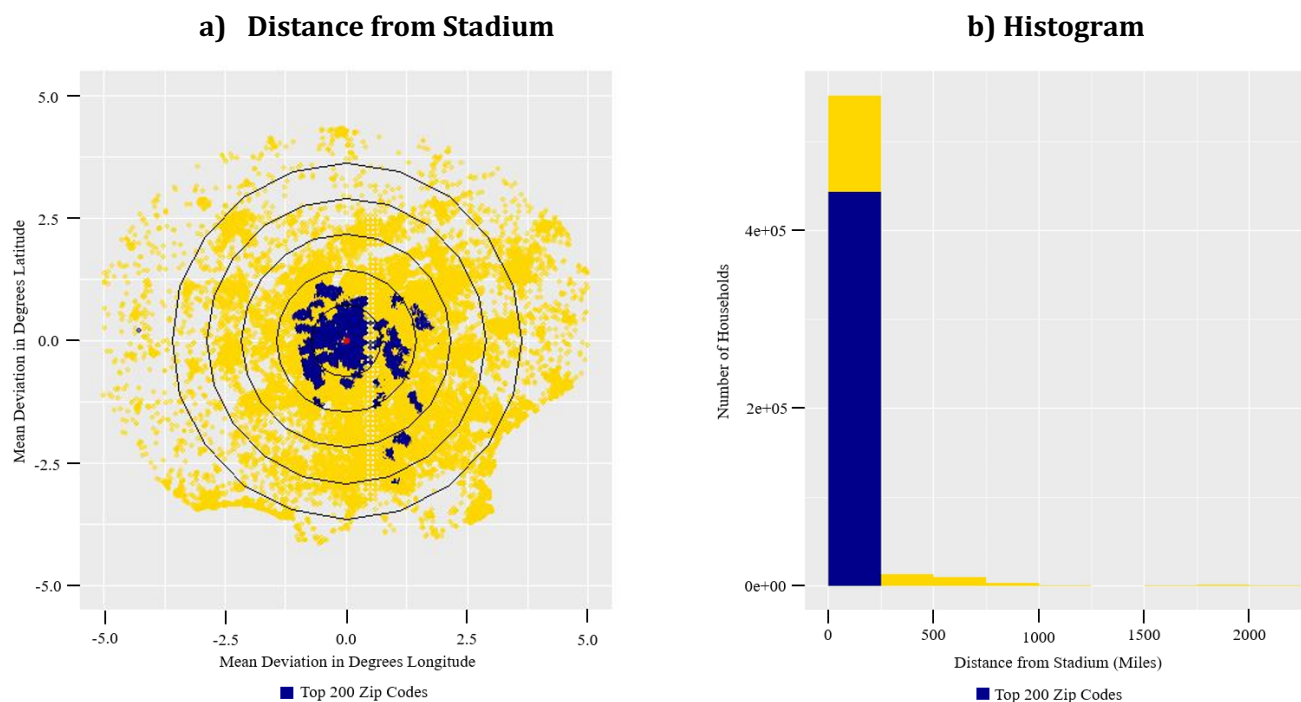 a) Distance from Stadium
5.0
2.5
0.0
-2.5
-5.0
Mean Deviation in Degrees Latitude
-5.0 -2.5 0.0 2.5 5.0
Mean Deviation in Degrees Longitude
Top 200 Zip Codes
b) Histogram
4e+05
2e+05
0e+00
Number of Households
0 500 1000 1500 2000
Distance from Stadium (Miles)
Top 200 Zip Codes